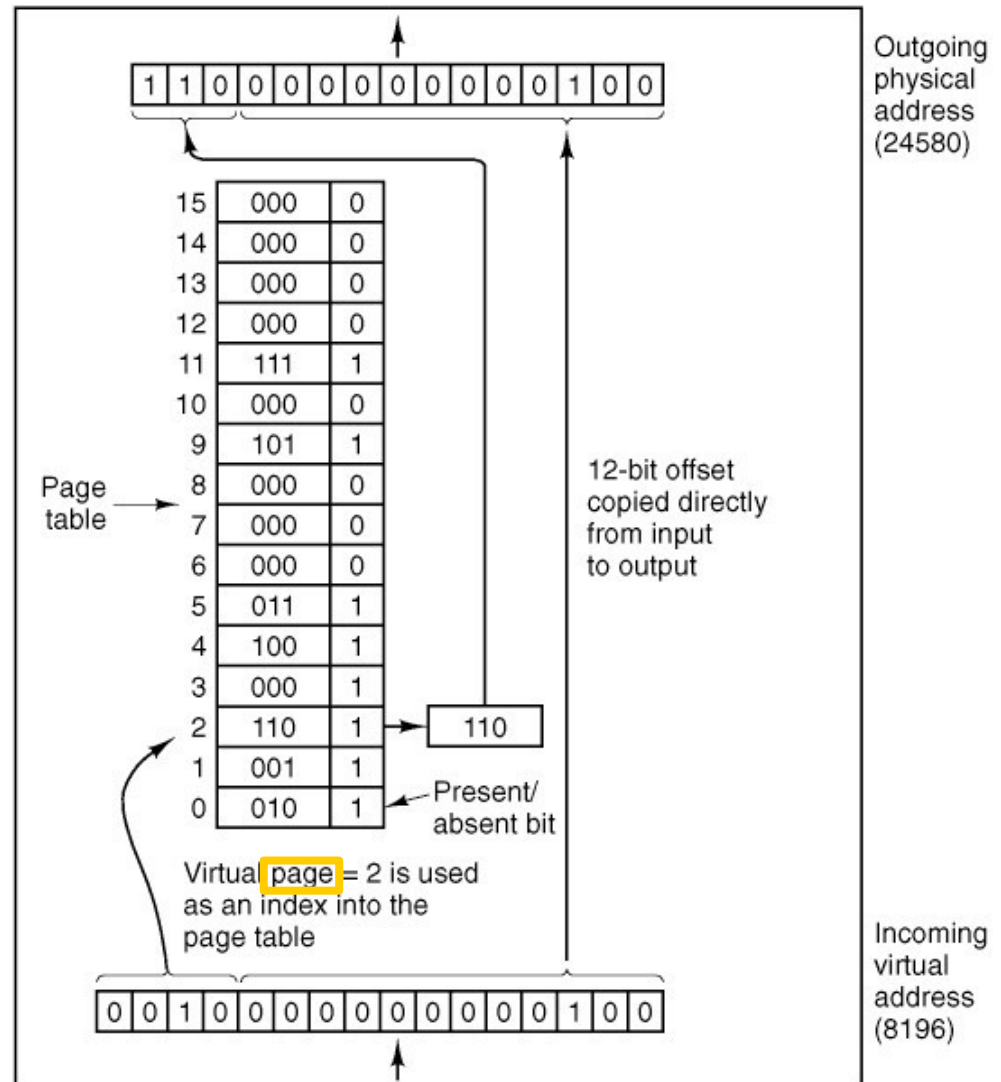 Outgoing
physical
address
(24580)
1 1 0 0 0 0 0 0 0 0 0 0 1 0 0
15 000 0
14 000 0
13 000 0
12 000 0
11 111 1
10 000 0
9 101 1
8 000 0
7 000 0
6 000 0
5 011 1
4 100 1
3 000 1
2 110 1
1 001 1
0 010 1
Page
table
110
12-bit offset
copied directly
from input
to output
Present/
absent bit
Virtual page = 2 is used
as an index into the
page table
0 0 1 0 0 0 0 0 0 0 0 0 0 1 0 0
Incoming
virtual
address
(8196)